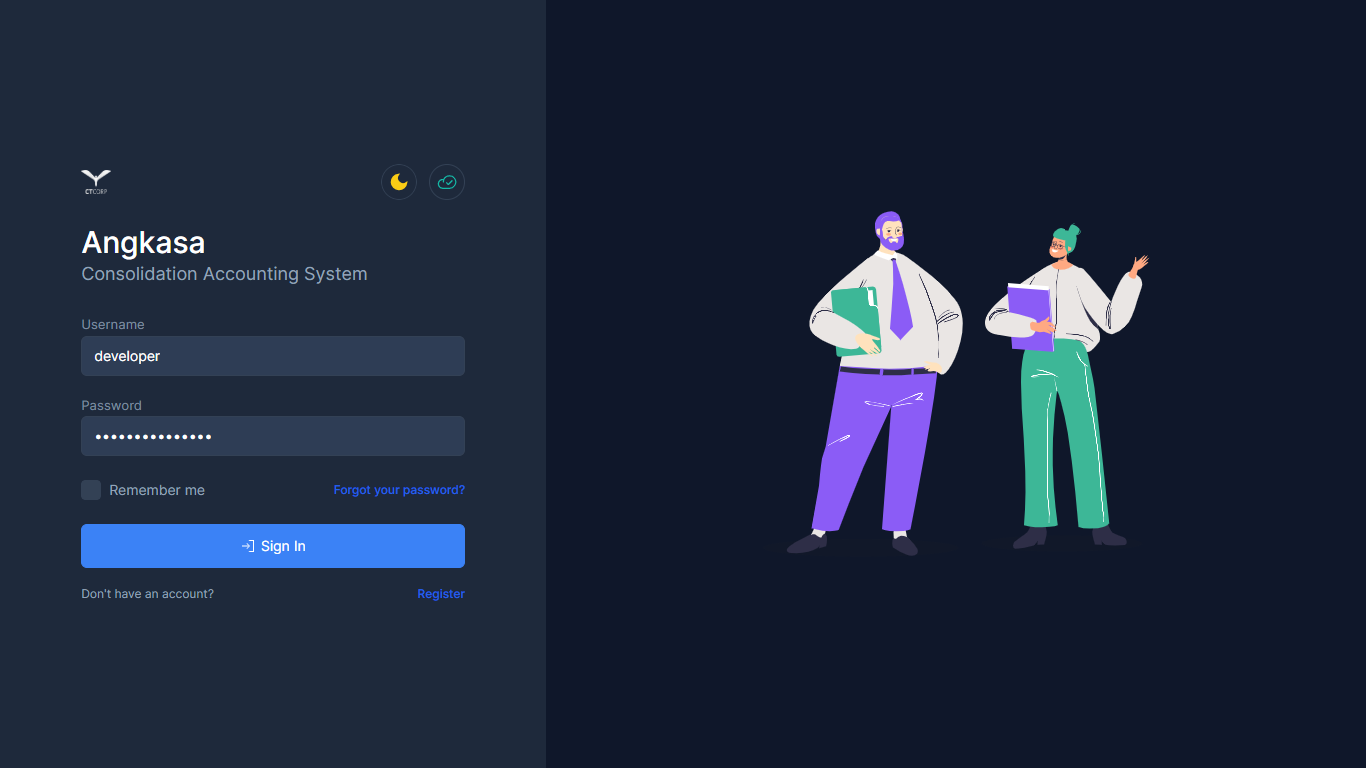 CTCORP
Angkasa
Consolidation Accounting System
Username
developer
Password
•••••••••••••••
Remember me
Forgot your password?
Sign In
Don't have an account?
Register